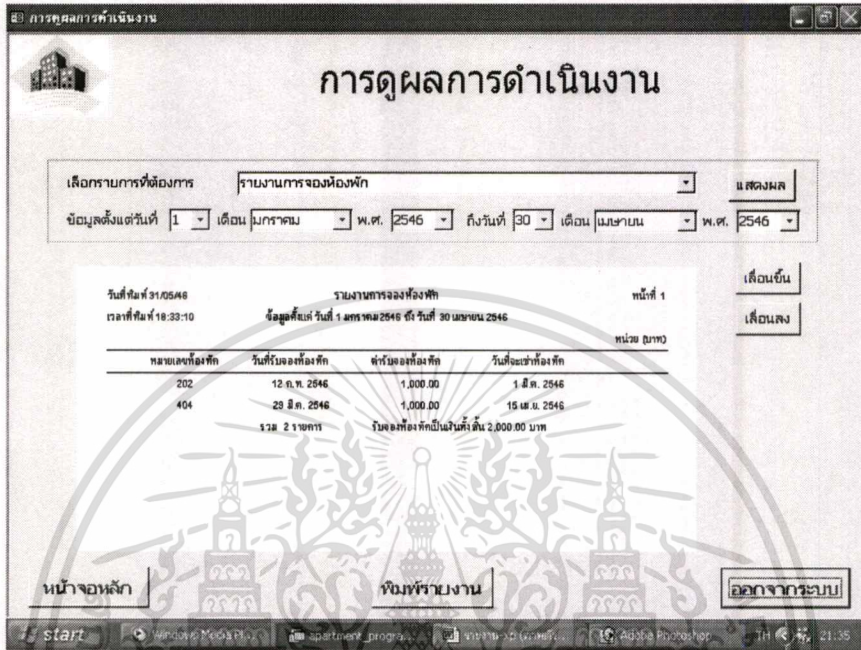 การดูผลการดำเนินงาน
การดูผลการดำเนินงาน
เลือกรายการที่ต้องการ รายงานการจองห้องพัก แสดงผล
ข้อมูลตั้งแต่วันที่ 1 เดือน มกราคม พ.ศ. 2546 ถึงวันที่ 30 เดือน เมษายน พ.ศ. 2546
เลื่อนขึ้น
เลื่อนลง
วันที่พิมพ์ 31/05/46 รายงานการจองห้องพัก หน้าที่ 1
เวลาที่พิมพ์ 18:33:10 ข้อมูลตั้งแต่ วันที่ 1 มกราคม 2546 ถึง วันที่ 30 เมษายน 2546
หน่วย (บาท)
หมายเลขห้องพัก วันที่รับจองห้องพัก ค่ารับจองห้องพัก วันที่จะเช่าห้องพัก
202 12 ก.พ. 2546 1,000.00 1 มี.ค. 2546
404 29 มี.ค. 2546 1,000.00 15 เม.ย. 2546
รวม 2 รายการ รับจองห้องพักเป็นเงินทั้งสิ้น 2,000.00 บาท
หน้าจอหลัก พิมพ์รายงาน ออกจากระบบ
start Windows Media Pla... apartment_progra... Adobe Photoshop TH 21:35